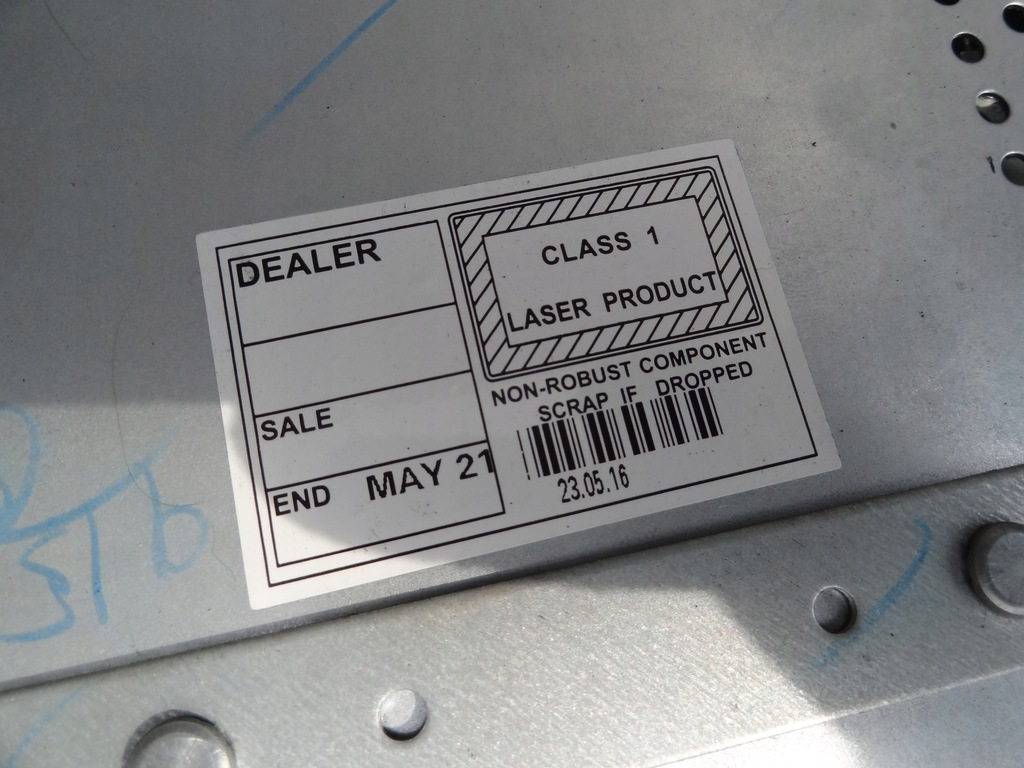 DEALER
SALE
END MAY 21
CLASS 1
LASER PRODUCT
NON-ROBUST COMPONENT
SCRAP IF DROPPED
23.05.16